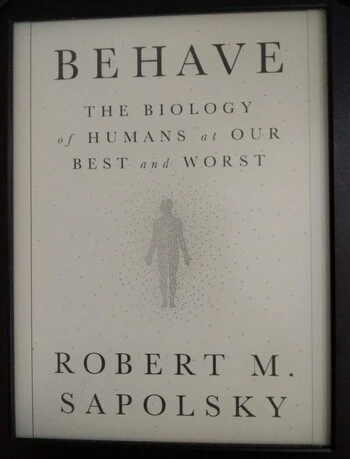 BEHAVE
THE BIOLOGY
of HUMANS at OUR
BEST and WORST
ROBERT M.
SAPOLSKY